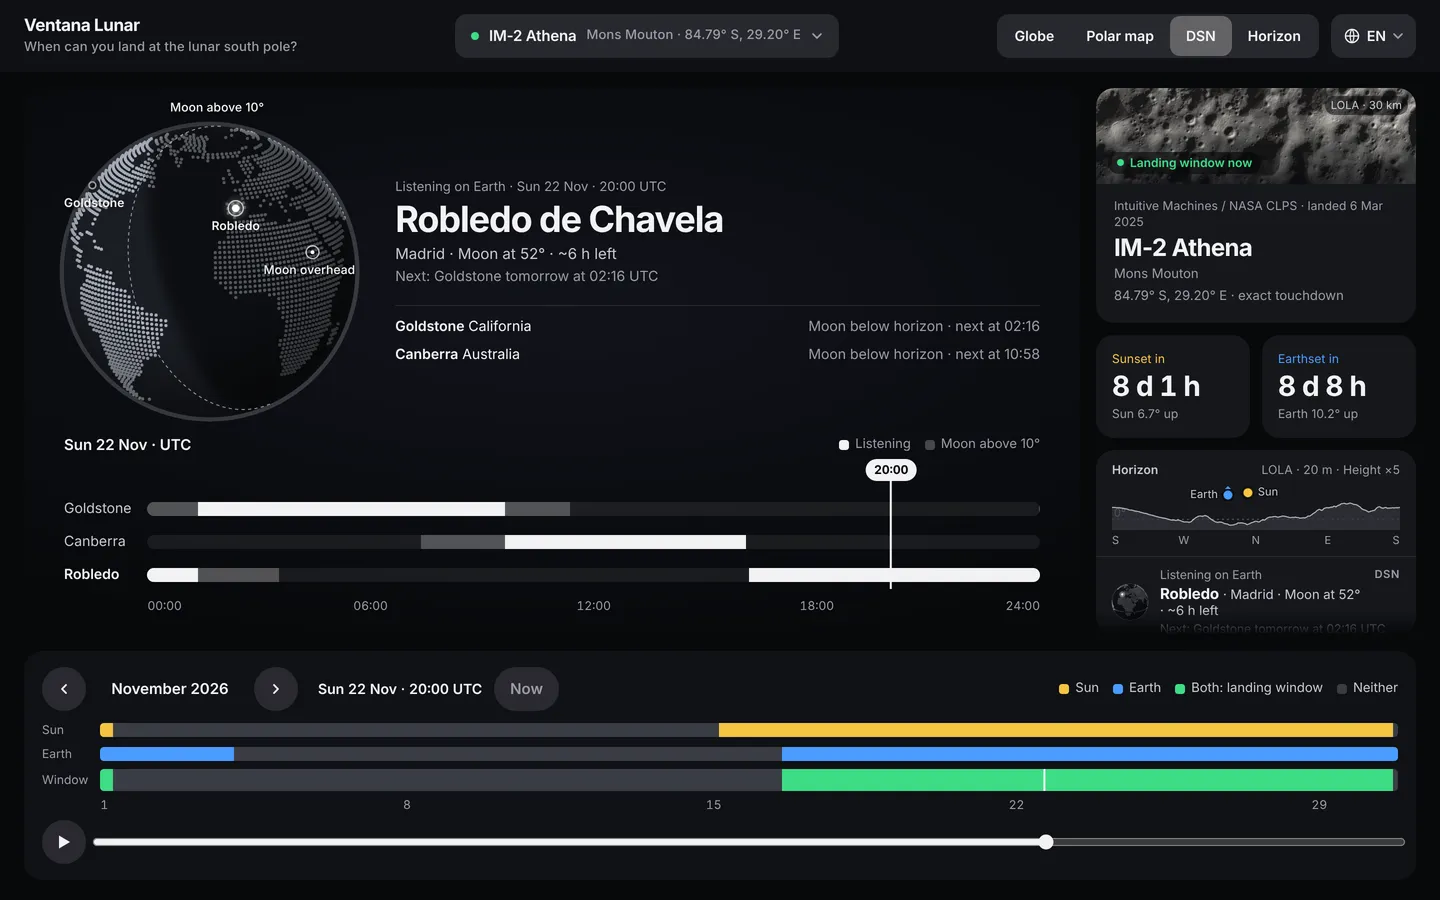 Ventana Lunar
When can you land at the lunar south pole?
IM-2 Athena Mons Mouton · 84.79° S, 29.20° E
Globe Polar map DSN Horizon
EN
Moon above 10°
Goldstone
Robledo
Moon overhead
Listening on Earth · Sun 22 Nov · 20:00 UTC
Robledo de Chavela
Madrid · Moon at 52° · ~6 h left
Next: Goldstone tomorrow at 02:16 UTC
Goldstone California Moon below horizon · next at 02:16
Canberra Australia Moon below horizon · next at 10:58
Sun 22 Nov · UTC
Listening Moon above 10°
20:00
Goldstone
Canberra
Robledo
00:00 06:00 12:00 18:00 24:00
LOLA · 30 km
Landing window now
Intuitive Machines / NASA CLPS · landed 6 Mar
2025
IM-2 Athena
Mons Mouton
84.79° S, 29.20° E · exact touchdown
Sunset in
8 d 1 h
Sun 6.7° up
Earthset in
8 d 8 h
Earth 10.2° up
Horizon LOLA · 20 m · Height ×5
Earth Sun
S W N E S
Listening on Earth DSN
Robledo · Madrid · Moon at 52°
· ~6 h left
Next: Goldstone tomorrow at 02:16 UTC
November 2026 Sun 22 Nov · 20:00 UTC Now
Sun Earth Both: landing window Neither
Sun
Earth
Window
1 8 15 22 29